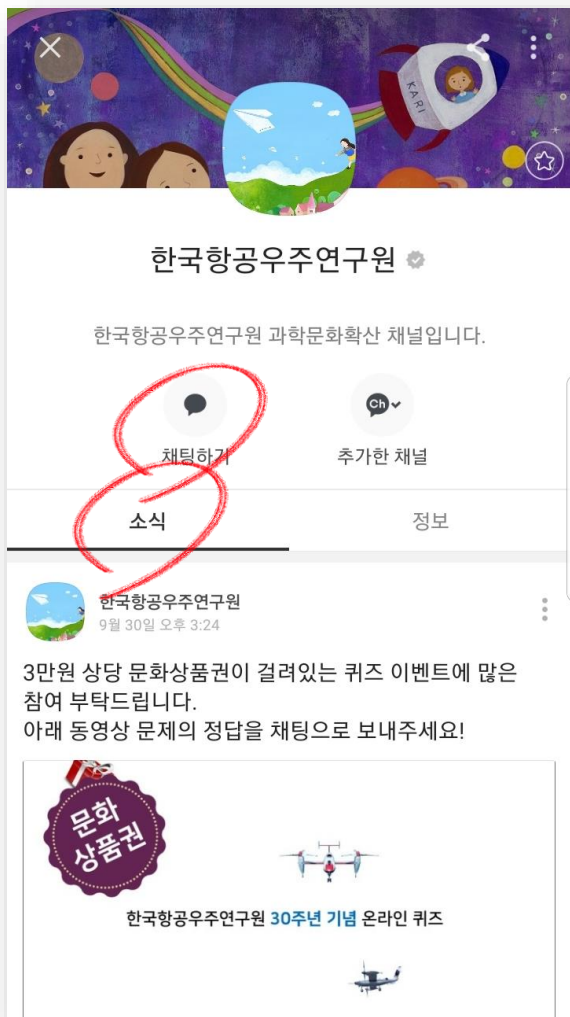 KARI
한국항공우주연구원
한국항공우주연구원 과학문화확산 채널입니다.
Ch
채팅하기
추가한 채널
소식
정보
한국항공우주연구원
9월 30일 오후 3:24
3만원 상당 문화상품권이 걸려있는 퀴즈 이벤트에 많은
참여 부탁드립니다.
아래 동영상 문제의 정답을 채팅으로 보내주세요!
문화
상품권
한국항공우주연구원 30주년 기념 온라인 퀴즈